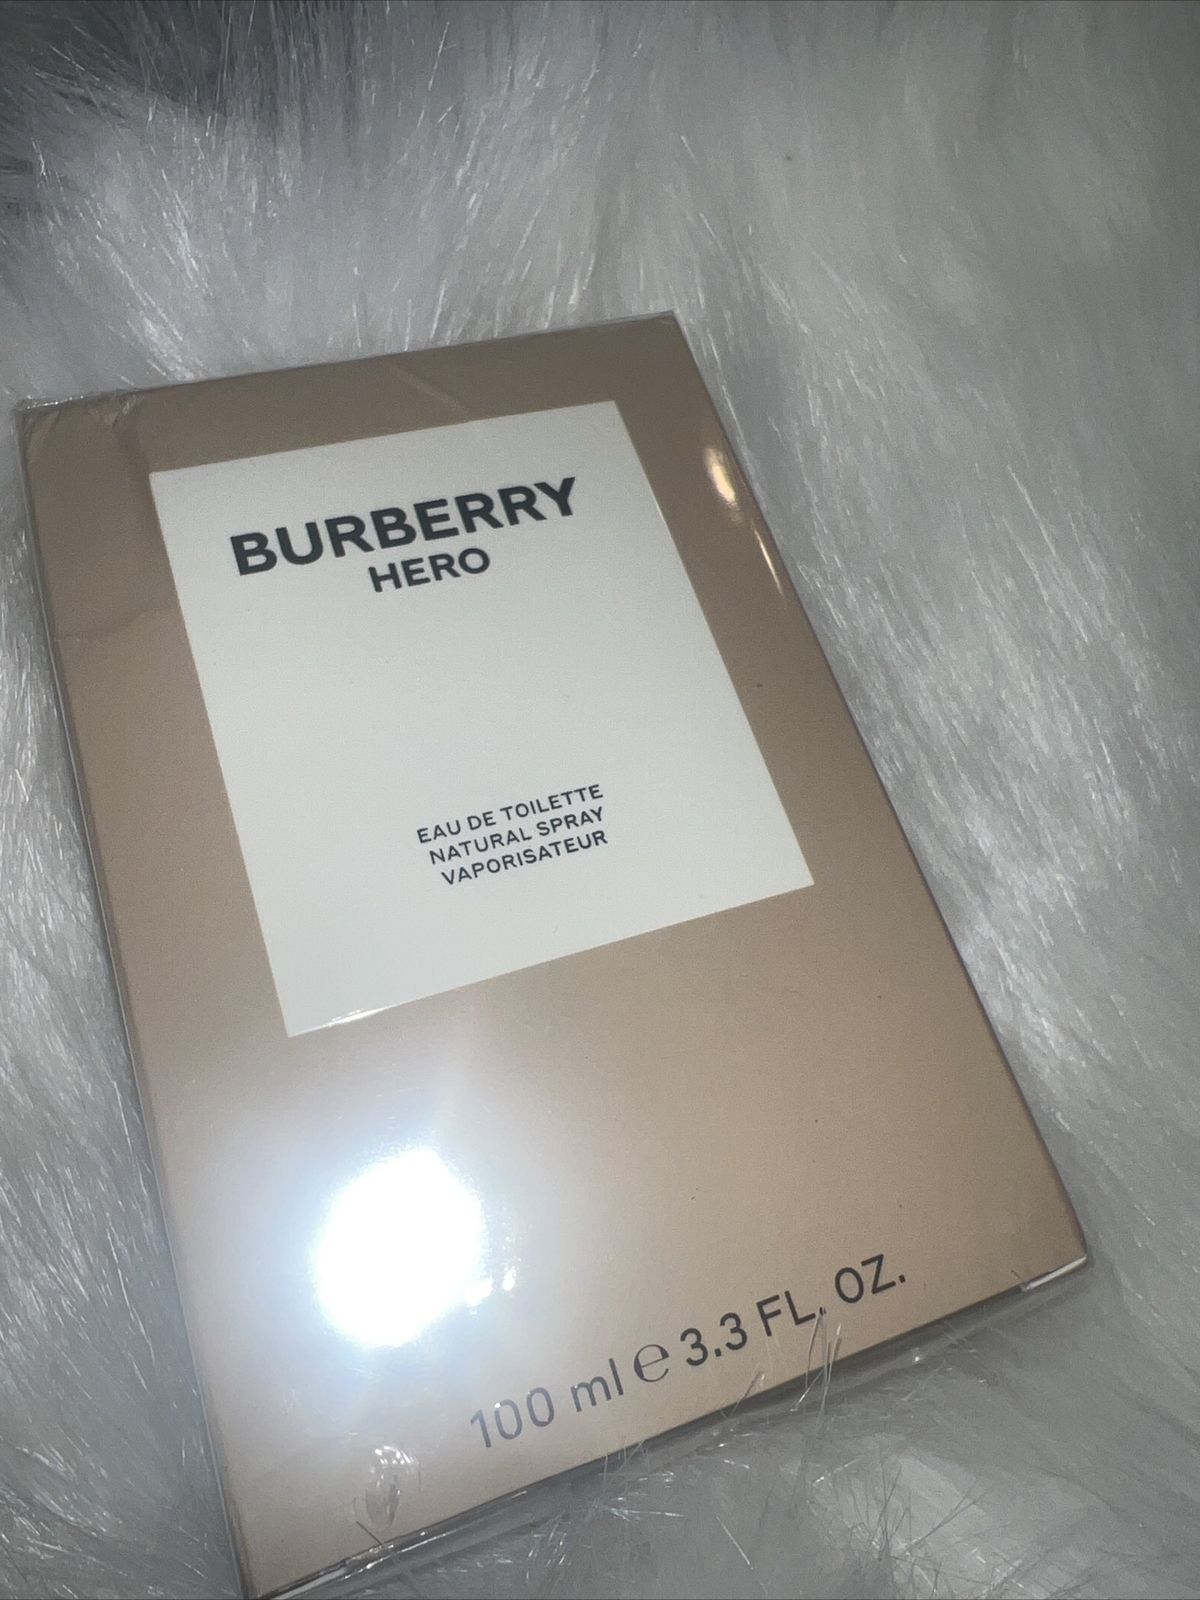 BURBERRY
HERO
EAU DE TOILETTE
NATURAL SPRAY
VAPORISATEUR
100 ml e 3.3 FL. OZ.